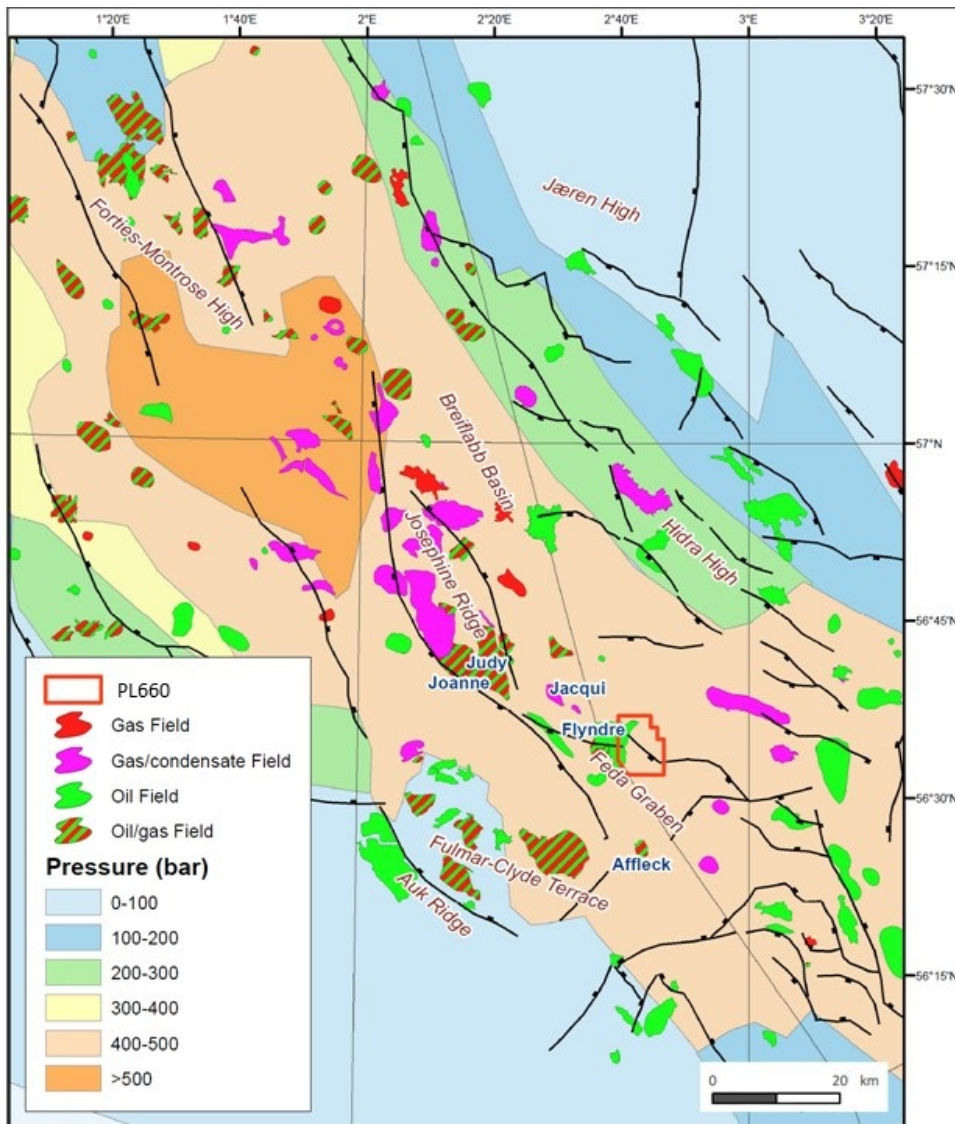 1°20'E 1°40'E 2°E 2°20'E 2°40'E 3°E 3°20'E
57°30'N
Jæren High
Forties-Montrose High
57°15'N
Breiflabb Basin
57°N
Josephine Ridge
Hidra High
56°45'N
Judy
Joanne
Jacqui
Flyndre
Feda Graben
56°30'N
Fulmar-Clyde Terrace
Affleck
Auk Ridge
56°15'N
PL660
Gas Field
Gas/condensate Field
Oil Field
Oil/gas Field
Pressure (bar)
0-100
100-200
200-300
300-400
400-500
>500
0 20 km